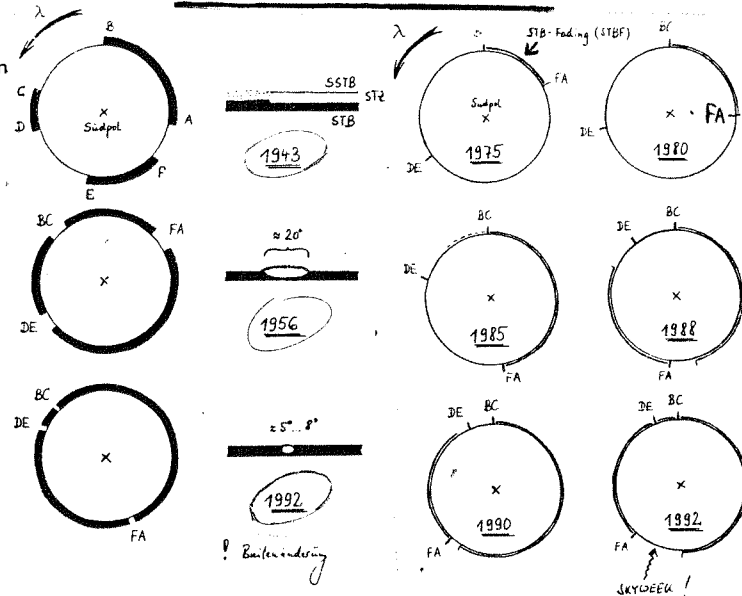 λ
B
C
D
Südpol
A
F
E
SSTB
STZ
STB
1943
BC
FA
DE
≈ 20°
1956
BC
DE
FA
≈ 5°..8°
1992
! Breitenänderung
λ
STB-Fading (STBF)
FA
Südpol
1975
DE
BC
DE
FA
1980
BC
DE
1985
FA
DE
BC
1988
FA
DE
BC
1990
FA
DE
BC
1992
FA
SKYWEEK !